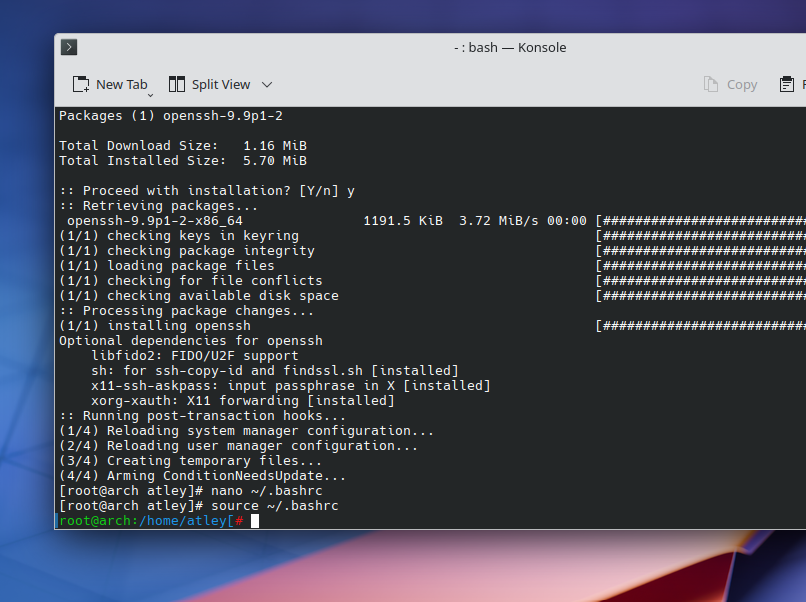 - : bash — Konsole
New Tab Split View Copy
Packages (1) openssh-9.9p1-2
Total Download Size:   1.16 MiB
Total Installed Size:  5.70 MiB
:: Proceed with installation? [Y/n] y
:: Retrieving packages...
openssh-9.9p1-2-x86_64               1191.5 KiB  3.72 MiB/s 00:00 [##########################
(1/1) checking keys in keyring                                     [##########################
(1/1) checking package integrity                                   [##########################
(1/1) loading package files                                        [##########################
(1/1) checking for file conflicts                                  [##########################
(1/1) checking available disk space                                [##########################
:: Processing package changes...
(1/1) installing openssh                                           [##########################
Optional dependencies for openssh
    libfido2: FIDO/U2F support
    sh: for ssh-copy-id and findssl.sh [installed]
    x11-ssh-askpass: input passphrase in X [installed]
    xorg-xauth: X11 forwarding [installed]
:: Running post-transaction hooks...
(1/4) Reloading system manager configuration...
(2/4) Reloading user manager configuration...
(3/4) Creating temporary files...
(4/4) Arming ConditionNeedsUpdate...
[root@arch atley]# nano ~/.bashrc
[root@arch atley]# source ~/.bashrc
root@arch:/home/atley[#